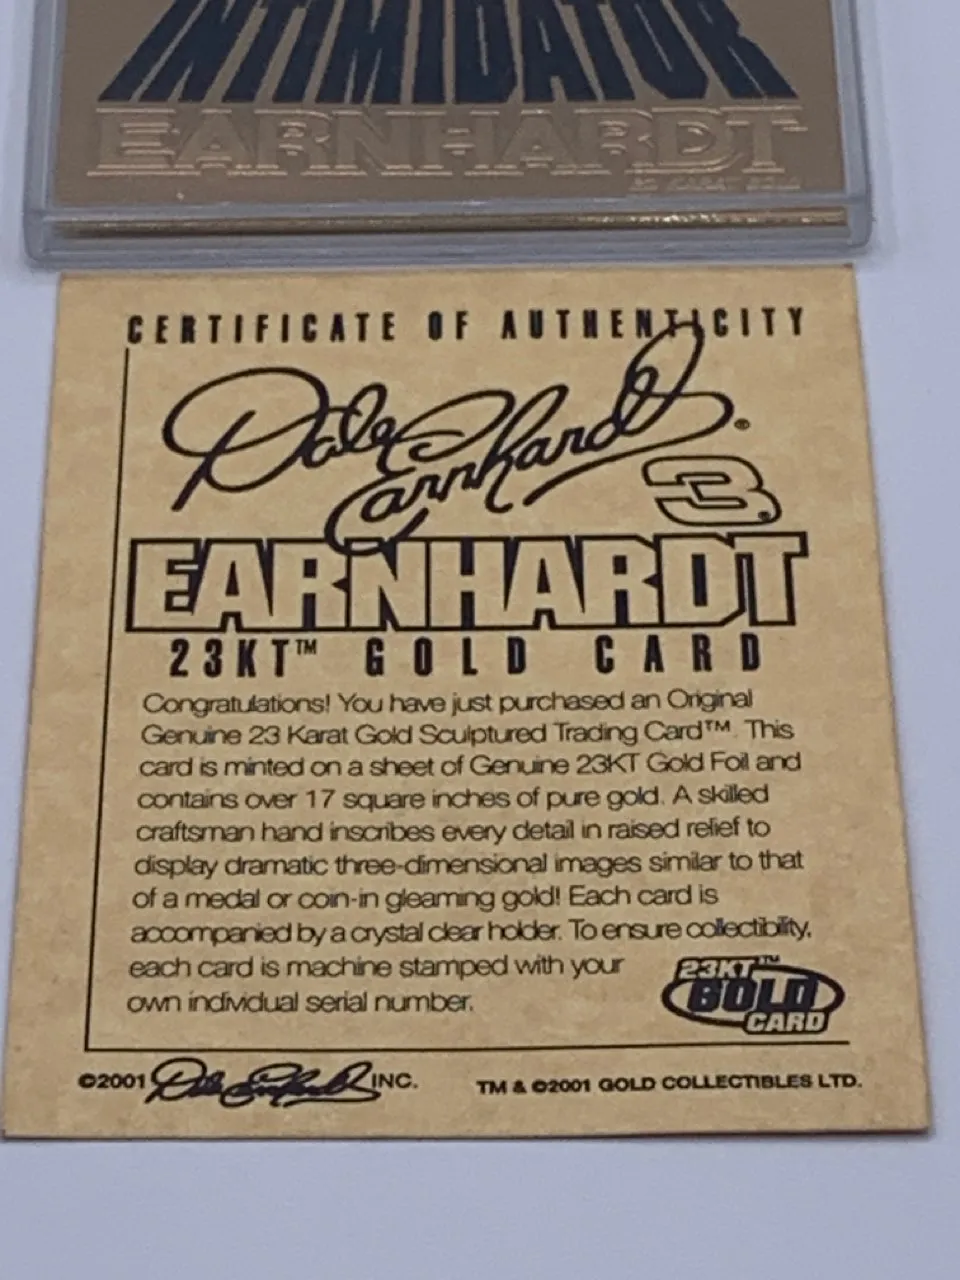 INTIMIDATOR
EARNHARDT
CERTIFICATE OF AUTHENTICITY
Dale Earnhardt®
3®
EARNHARDT
23KT™ GOLD CARD
Congratulations! You have just purchased an Original
Genuine 23 Karat Gold Sculptured Trading Card™. This
card is minted on a sheet of Genuine 23KT Gold Foil and
contains over 17 square inches of pure gold. A skilled
craftsman hand inscribes every detail in raised relief to
display dramatic three-dimensional images similar to that
of a medal or coin-in gleaming gold! Each card is
accompanied by a crystal clear holder. To ensure collectibility,
each card is machine stamped with your
own individual serial number.
23KT™
GOLD
CARD
©2001 Dale Earnhardt INC. TM & ©2001 GOLD COLLECTIBLES LTD.